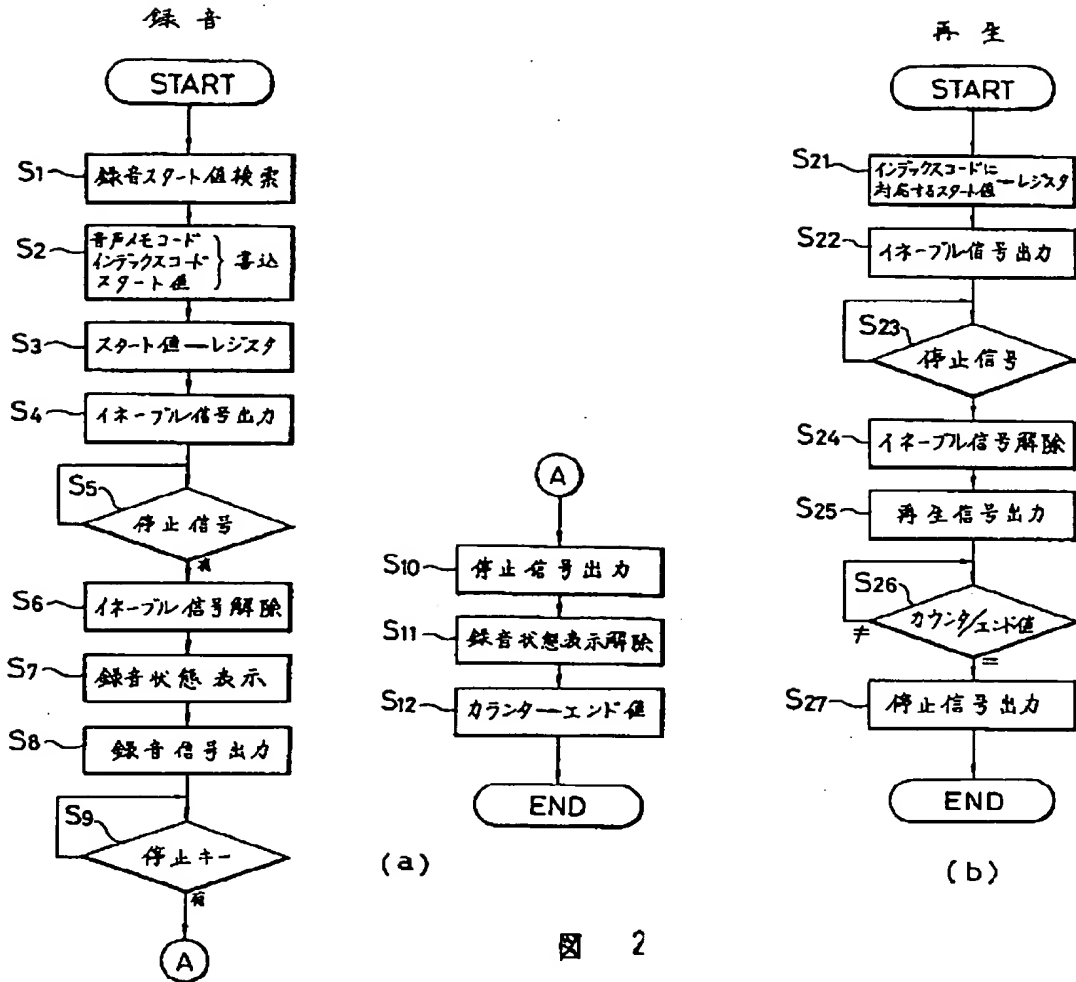 録音
START
S1 録音スタート値検索
S2 音声メモコード
インデックスコード } 書込
スタート値
S3 スタート値—レジスタ
S4 イネーブル信号出力
S5 停止信号
有
S6 イネーブル信号解除
S7 録音状態表示
S8 録音信号出力
S9 停止キー
有
A
A
S10 停止信号出力
S11 録音状態表示解除
S12 カランタ—エンド値
END
(a)
再生
START
S21 インデックスコードに
対応するスタート値—レジスタ
S22 イネーブル信号出力
S23 停止信号
S24 イネーブル信号解除
S25 再生信号出力
S26 カウンタ/エンド値
≠
=
S27 停止信号出力
END
(b)
図 2